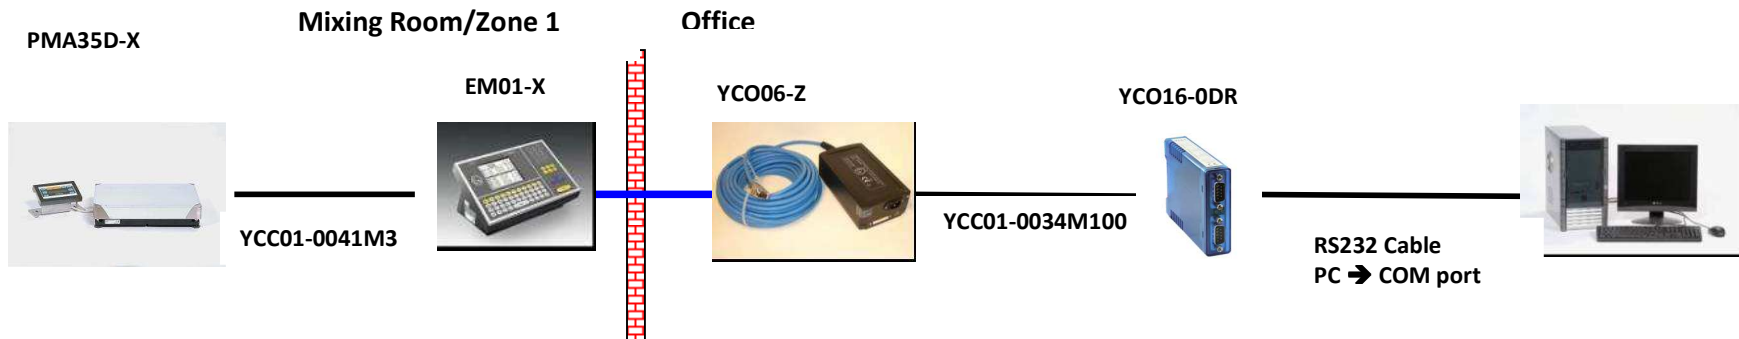 Mixing Room/Zone 1
Office
PMA35D-X
EM01-X
YCO06-Z
YCO16-0DR
YCC01-0041M3
YCC01-0034M100
RS232 Cable
PC ➔ COM port